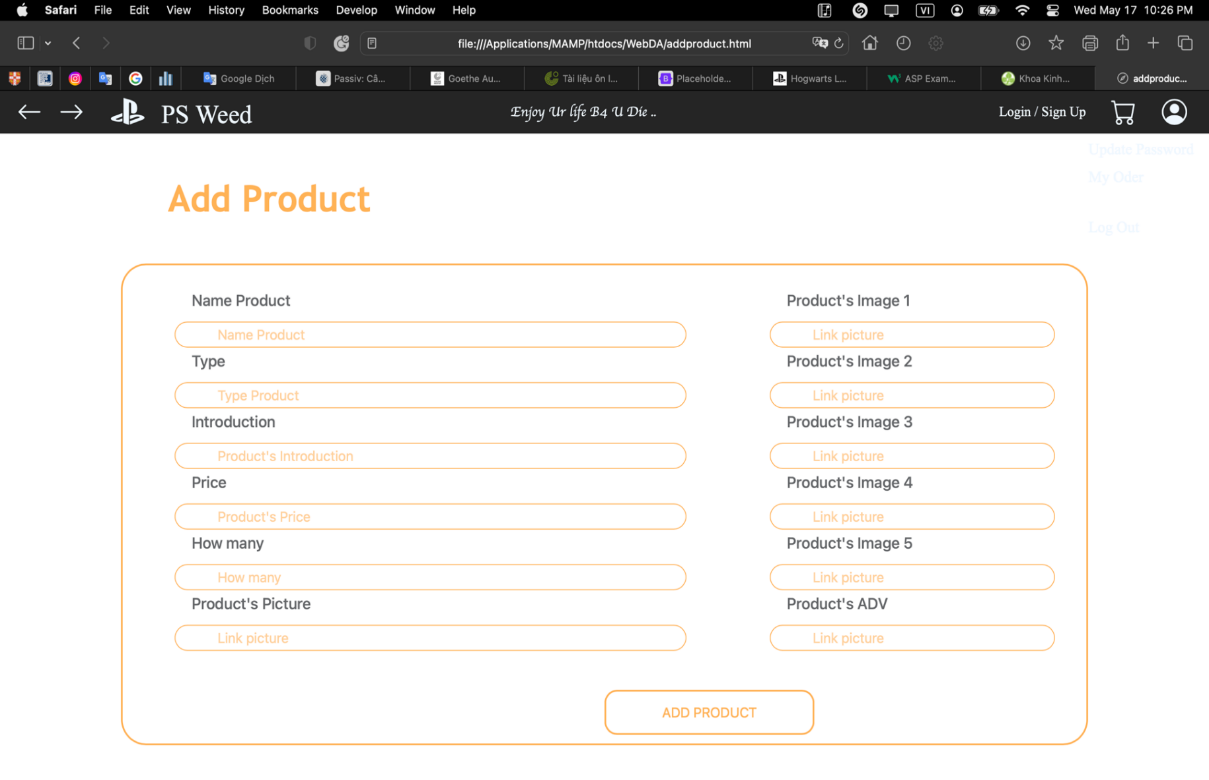 Safari File Edit View History Bookmarks Develop Window Help VI Wed May 17 10:26 PM
file:///Applications/MAMP/htdocs/WebDA/addproduct.html
Google Dịch Passiv: Câ... Goethe Au... Tài liệu ôn l... Placeholde... Hogwarts L... ASP Exam... Khoa Kinh... addproduc...
PS Weed Enjoy Ur life B4 U Die .. Login / Sign Up
Update Password
My Oder
Log Out
Add Product
Name Product Product's Image 1
Name Product Link picture
Type Product's Image 2
Type Product Link picture
Introduction Product's Image 3
Product's Introduction Link picture
Price Product's Image 4
Product's Price Link picture
How many Product's Image 5
How many Link picture
Product's Picture Product's ADV
Link picture Link picture
ADD PRODUCT